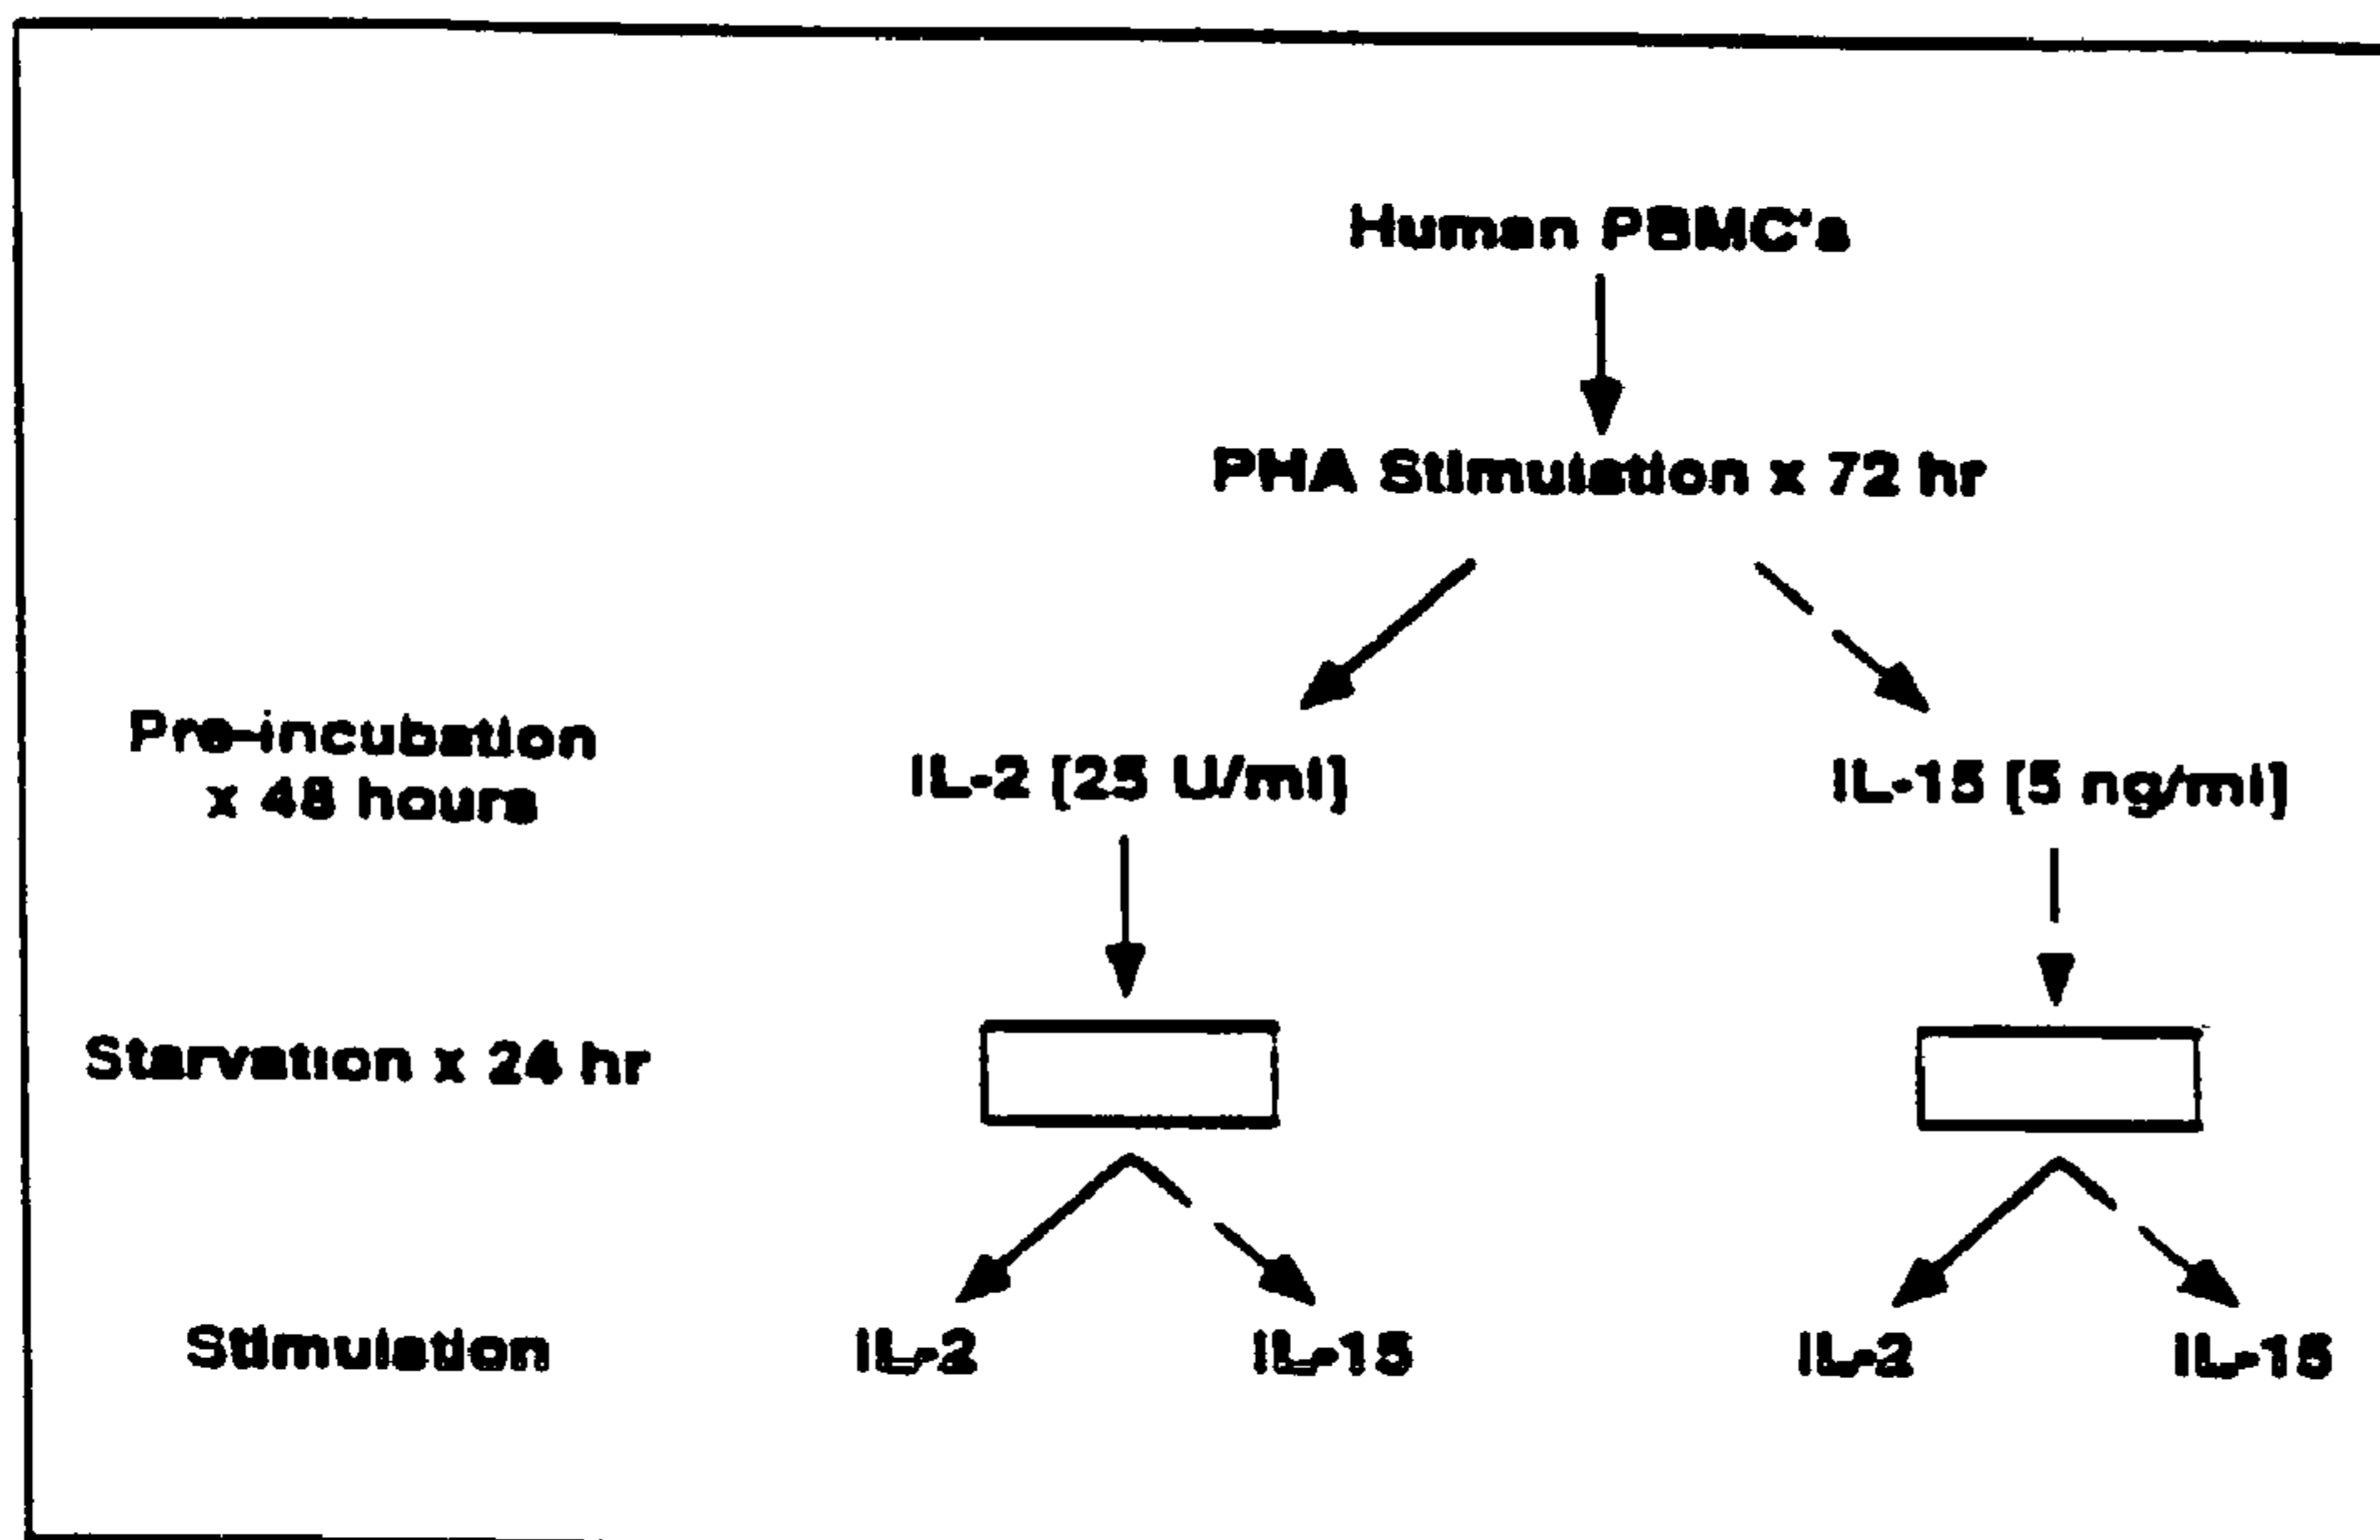 Human PBMC's
PHA Stimulation x 72 hr
Pre-incubation
x 48 hours
IL-2 [25 U/ml]
IL-15 [5 ng/ml]
Starvation x 24 hr
Stimulation
IL-2
IL-15
IL-2
IL-15